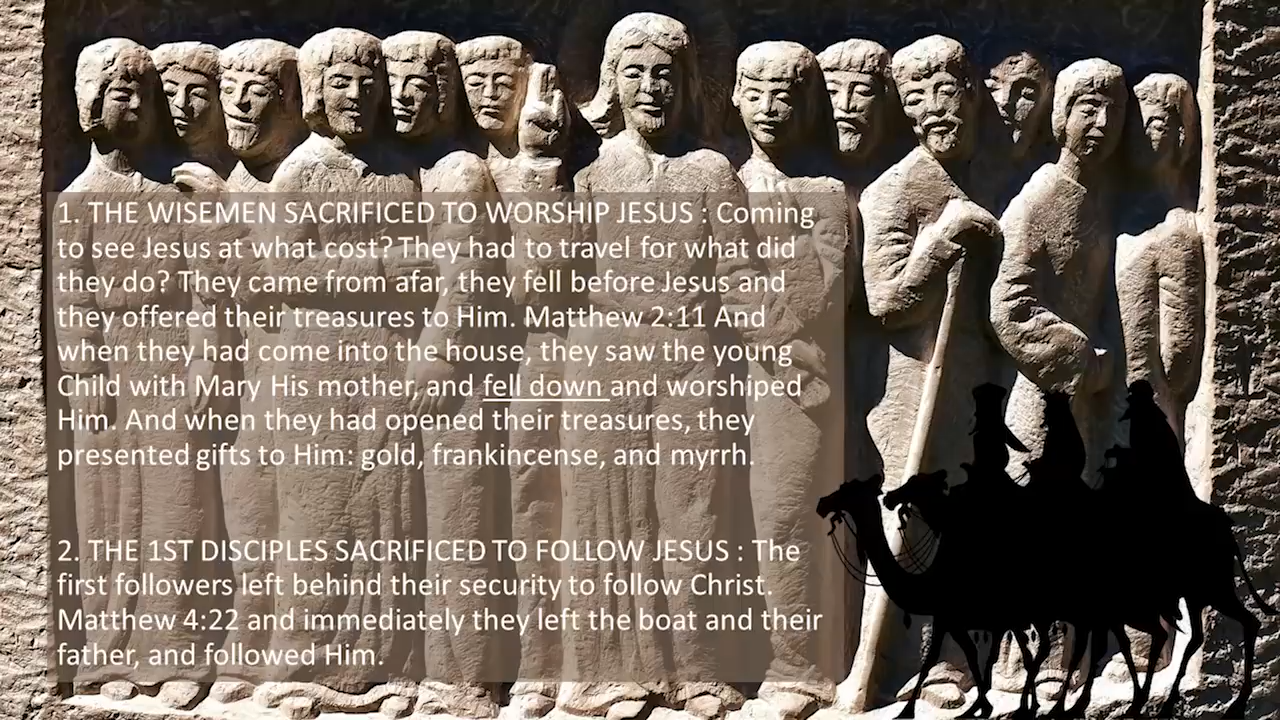 1. THE WISEMEN SACRIFICED TO WORSHIP JESUS : Coming
to see Jesus at what cost? They had to travel for what did
they do? They came from afar, they fell before Jesus and
they offered their treasures to Him. Matthew 2:11 And
when they had come into the house, they saw the young
Child with Mary His mother, and fell down and worshiped
Him. And when they had opened their treasures, they
presented gifts to Him: gold, frankincense, and myrrh.
2. THE 1ST DISCIPLES SACRIFICED TO FOLLOW JESUS : The
first followers left behind their security to follow Christ.
Matthew 4:22 and immediately they left the boat and their
father, and followed Him.